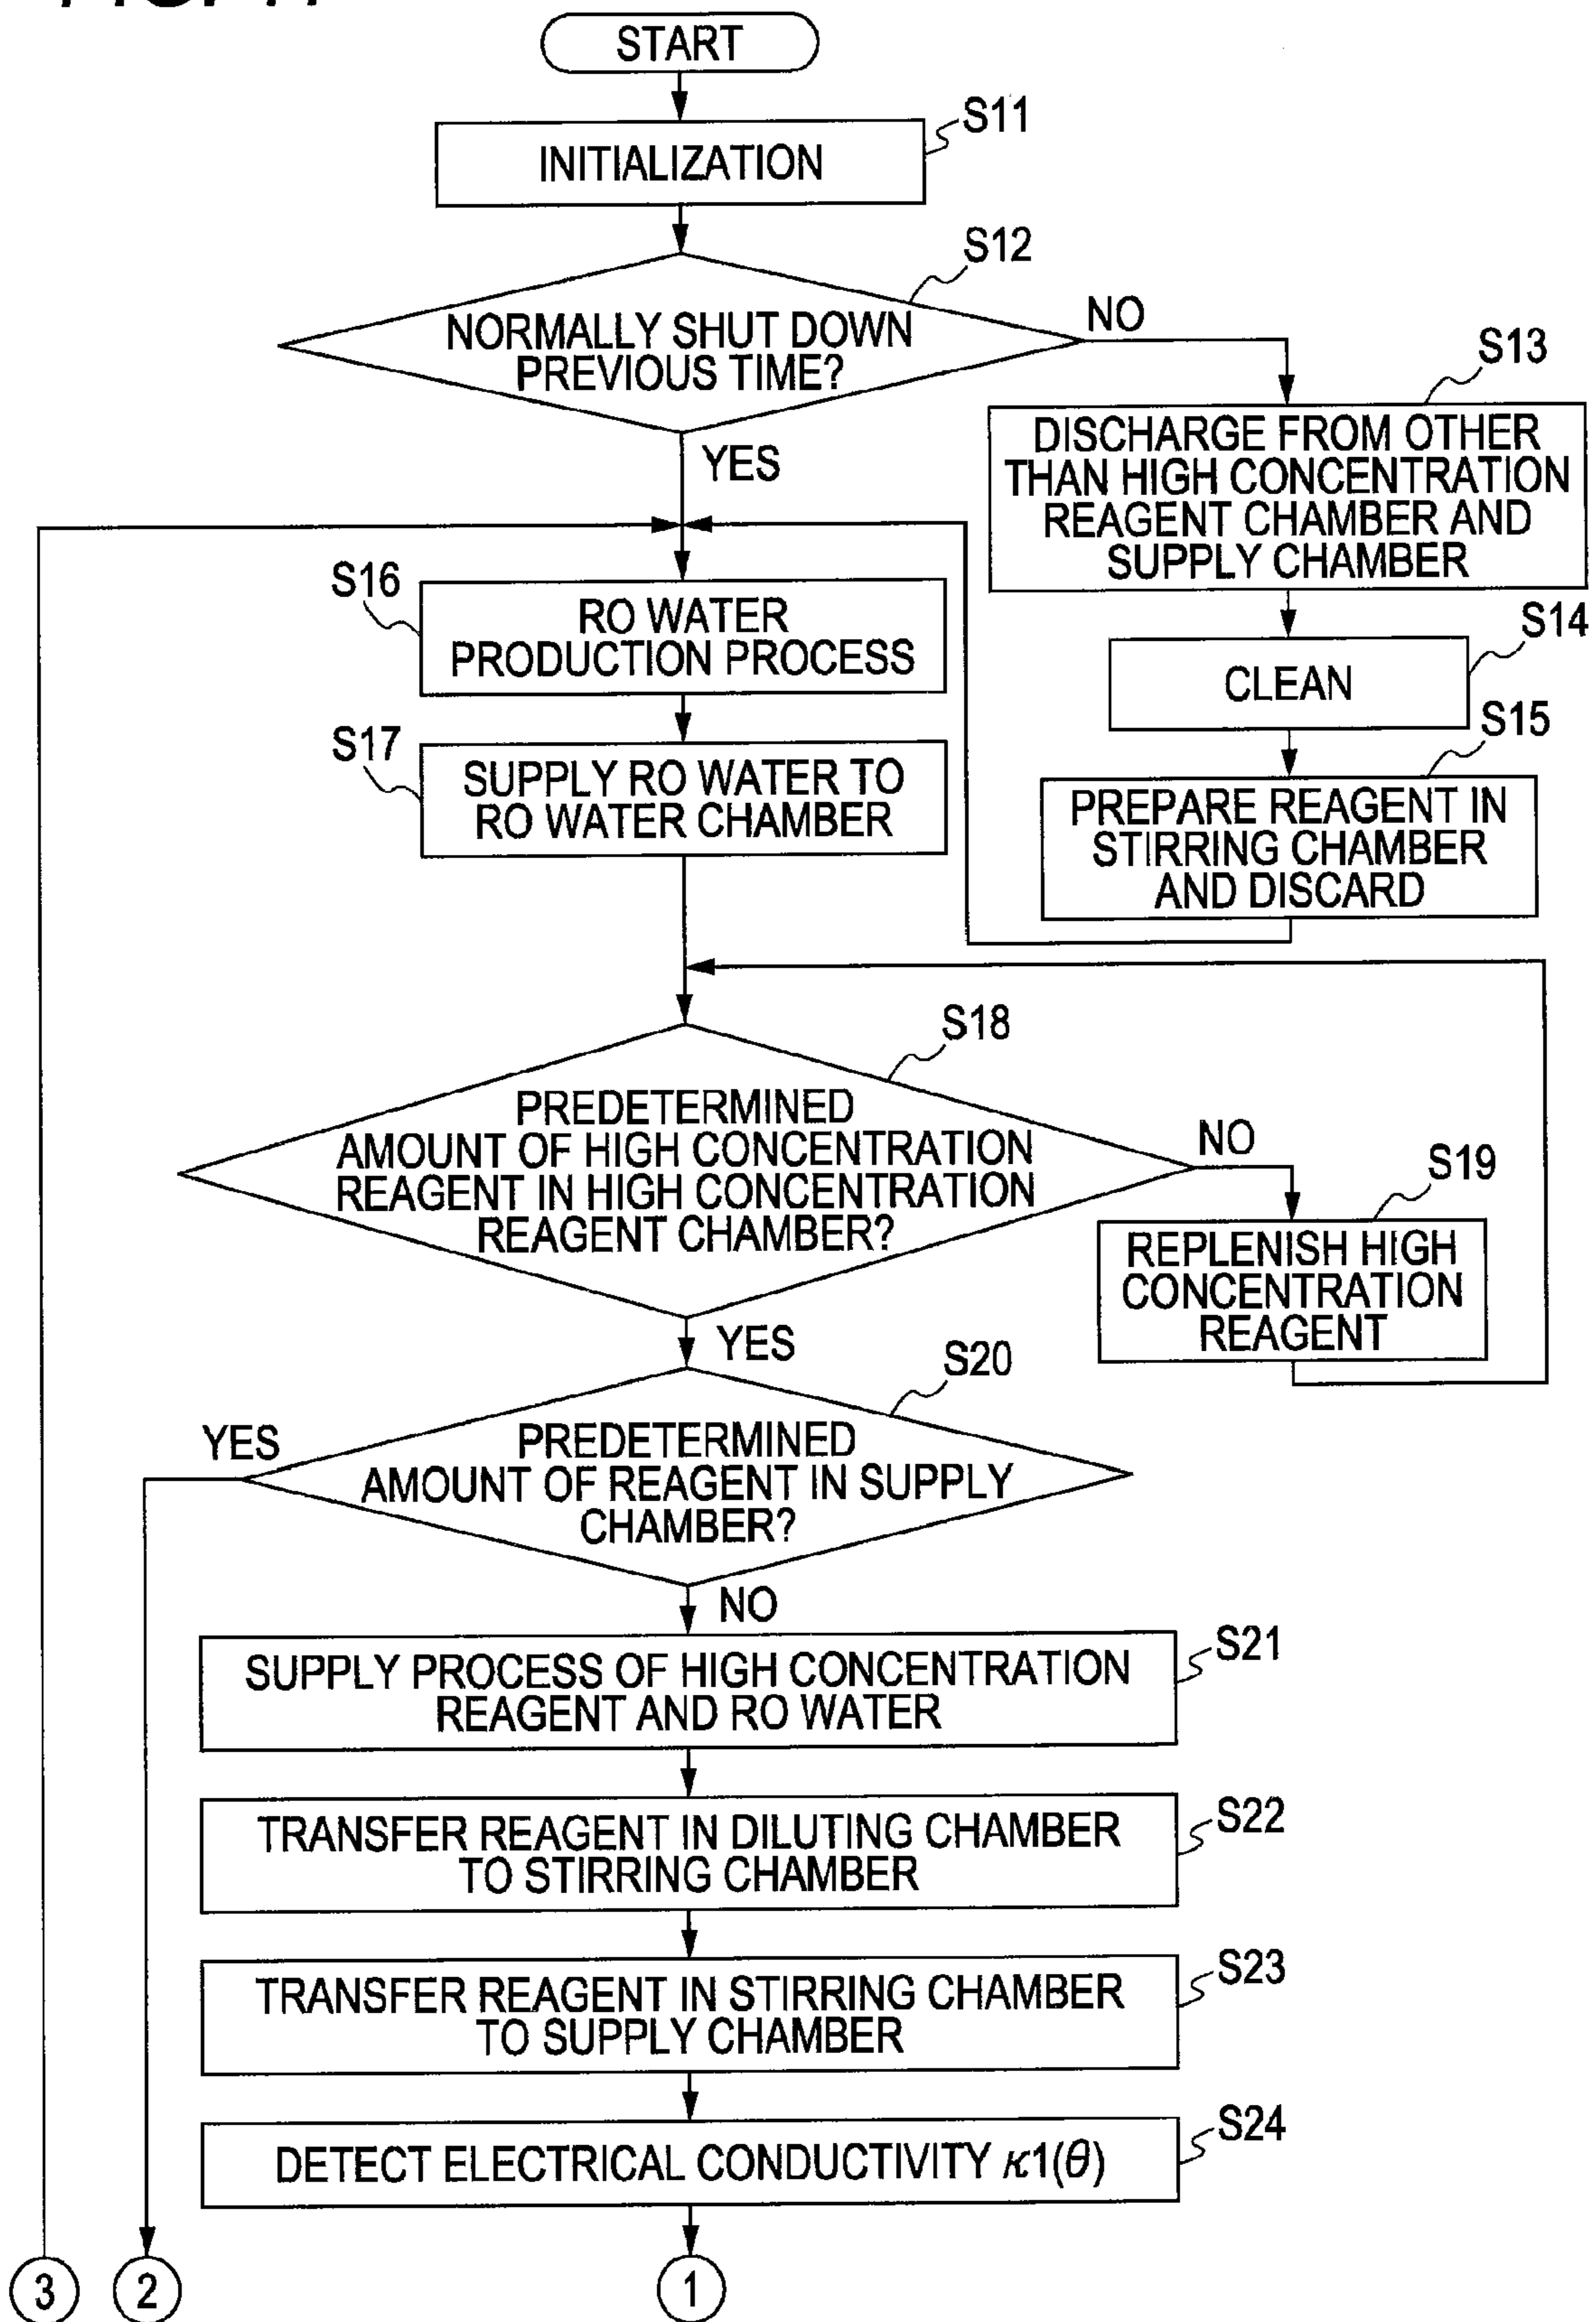 START
S11
INITIALIZATION
S12
NORMALLY SHUT DOWN
PREVIOUS TIME?
NO
YES
S13
DISCHARGE FROM OTHER
THAN HIGH CONCENTRATION
REAGENT CHAMBER AND
SUPPLY CHAMBER
S14
CLEAN
S15
PREPARE REAGENT IN
STIRRING CHAMBER
AND DISCARD
S16
RO WATER
PRODUCTION PROCESS
S17
SUPPLY RO WATER TO
RO WATER CHAMBER
S18
PREDETERMINED
AMOUNT OF HIGH CONCENTRATION
REAGENT IN HIGH CONCENTRATION
REAGENT CHAMBER?
NO
S19
REPLENISH HIGH
CONCENTRATION
REAGENT
YES
S20
YES
PREDETERMINED
AMOUNT OF REAGENT IN SUPPLY
CHAMBER?
NO
S21
SUPPLY PROCESS OF HIGH CONCENTRATION
REAGENT AND RO WATER
S22
TRANSFER REAGENT IN DILUTING CHAMBER
TO STIRRING CHAMBER
S23
TRANSFER REAGENT IN STIRRING CHAMBER
TO SUPPLY CHAMBER
S24
DETECT ELECTRICAL CONDUCTIVITY κ1(θ)
3
2
1